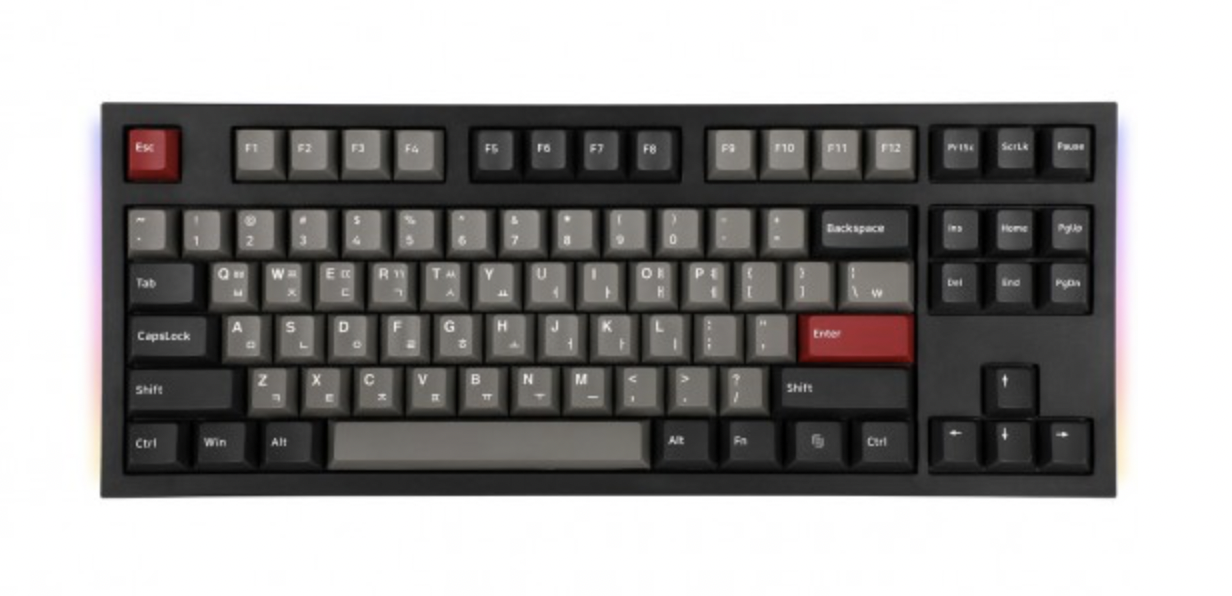 Esc F1 F2 F3 F4 F5 F6 F7 F8 F9 F10 F11 F12 PrtSc ScrLk Pause
~ ! @ # $ % ^ & * ( ) - +
1 2 3 4 5 6 7 8 9 0 = Backspace Ins Home PgUp
Tab Q ㅃ ㅂ W ㅉ ㅈ E ㄸ ㄷ R ㄲ ㄱ T ㅆ ㅅ Y ㅛ U ㅕ I ㅑ O ㅒ ㅐ P ㅖ ㅔ { [ } ] | \ ₩ Del End PgDn
CapsLock A ㅁ S ㄴ D ㅇ F ㄹ G ㅎ H ㅗ J ㅓ K ㅏ L ㅣ : ; " ' Enter
Shift Z ㅋ X ㅌ C ㅊ V ㅍ B ㅠ N ㅜ M ㅡ < , > . ? / Shift ↑
Ctrl Win Alt Alt Fn Ctrl ← ↓ →